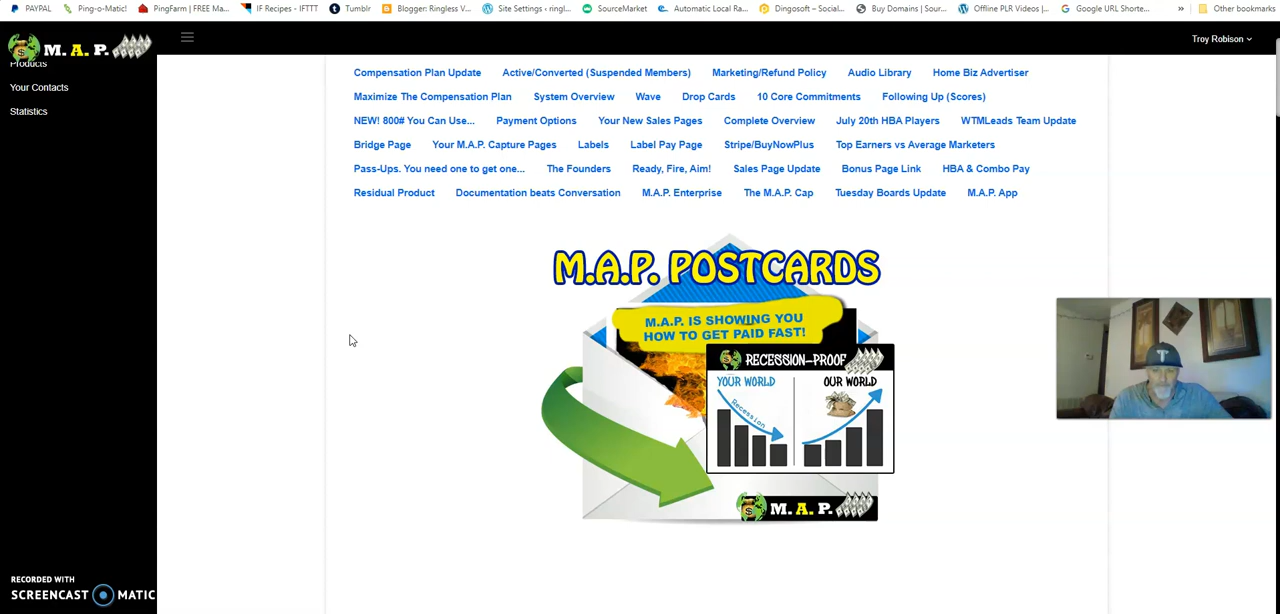 PAYPAL Ping-o-Matic! PingFarm | FREE Ma... IF Recipes - IFTTT Tumblr Blogger: Ringless V... Site Settings ‹ ringl... SourceMarket Automatic Local Ra... Dingosoft – Social... Buy Domains | Sour... Offline PLR Videos |... Google URL Shorte... » Other bookmarks
M. A. P.
Troy Robison
Products
Your Contacts
Statistics
Compensation Plan Update Active/Converted (Suspended Members) Marketing/Refund Policy Audio Library Home Biz Advertiser
Maximize The Compensation Plan System Overview Wave Drop Cards 10 Core Commitments Following Up (Scores)
NEW! 800# You Can Use... Payment Options Your New Sales Pages Complete Overview July 20th HBA Players WTMLeads Team Update
Bridge Page Your M.A.P. Capture Pages Labels Label Pay Page Stripe/BuyNowPlus Top Earners vs Average Marketers
Pass-Ups. You need one to get one... The Founders Ready, Fire, Aim! Sales Page Update Bonus Page Link HBA & Combo Pay
Residual Product Documentation beats Conversation M.A.P. Enterprise The M.A.P. Cap Tuesday Boards Update M.A.P. App
M.A.P. POSTCARDS
M.A.P. IS SHOWING YOU
HOW TO GET PAID FAST!
RECESSION-PROOF
YOUR WORLD OUR WORLD
Recession
M. A. P.
RECORDED WITH
SCREENCAST MATIC